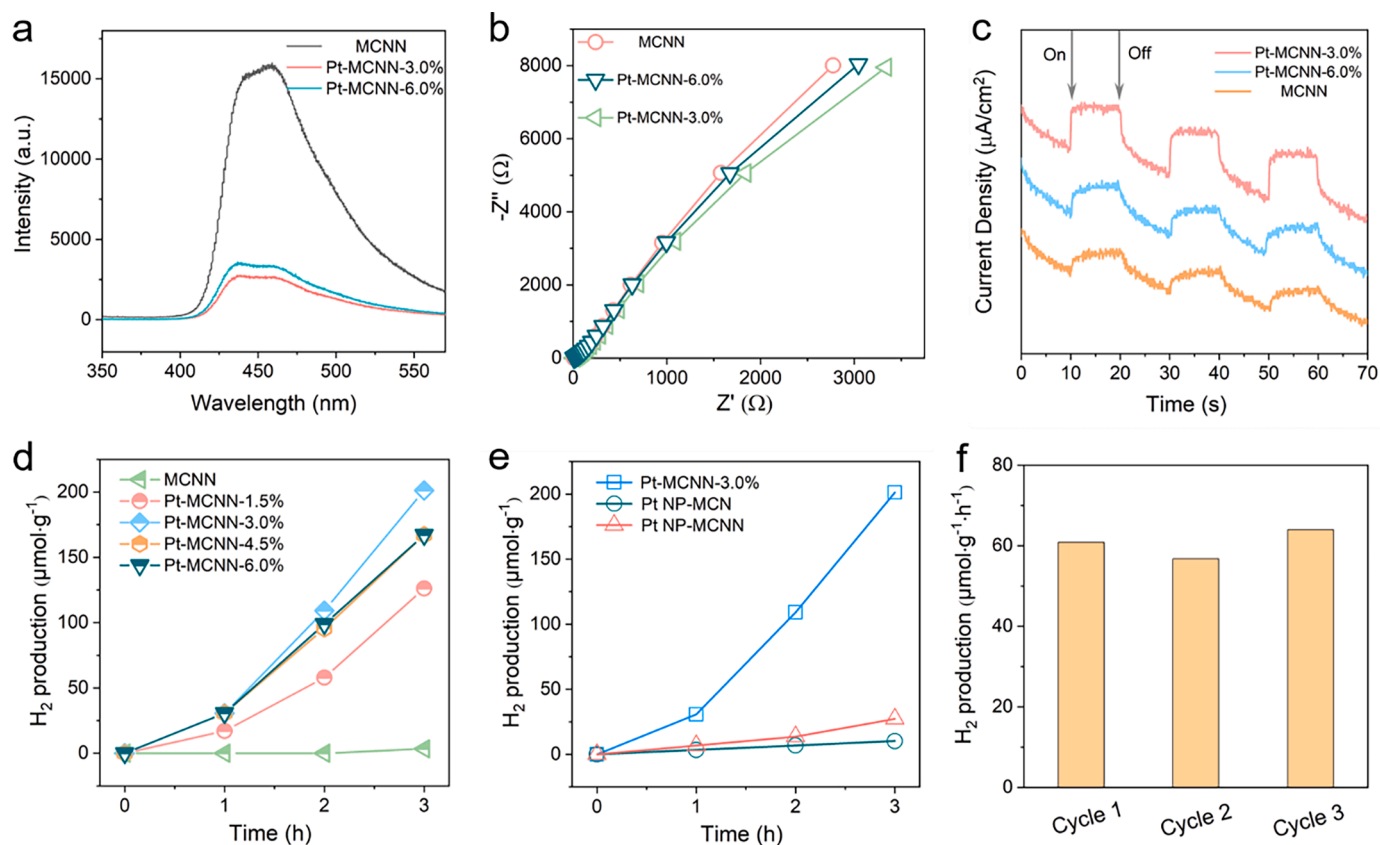 a
MCNN
Pt-MCNN-3.0%
Pt-MCNN-6.0%
15000
10000
5000
0
Intensity (a.u.)
350 400 450 500 550
Wavelength (nm)
b
MCNN
Pt-MCNN-6.0%
Pt-MCNN-3.0%
8000
6000
4000
2000
0
-Z'' (Ω)
0 1000 2000 3000
Z' (Ω)
c
On
Off
Pt-MCNN-3.0%
Pt-MCNN-6.0%
MCNN
Current Density (μA/cm²)
0 10 20 30 40 50 60 70
Time (s)
d
MCNN
Pt-MCNN-1.5%
Pt-MCNN-3.0%
Pt-MCNN-4.5%
Pt-MCNN-6.0%
200
150
100
50
0
H₂ production (μmol·g⁻¹)
0 1 2 3
Time (h)
e
Pt-MCNN-3.0%
Pt NP-MCN
Pt NP-MCNN
200
150
100
50
0
H₂ production (μmol·g⁻¹)
0 1 2 3
Time (h)
f
80
60
40
20
0
H₂ production (μmol·g⁻¹·h⁻¹)
Cycle 1 Cycle 2 Cycle 3